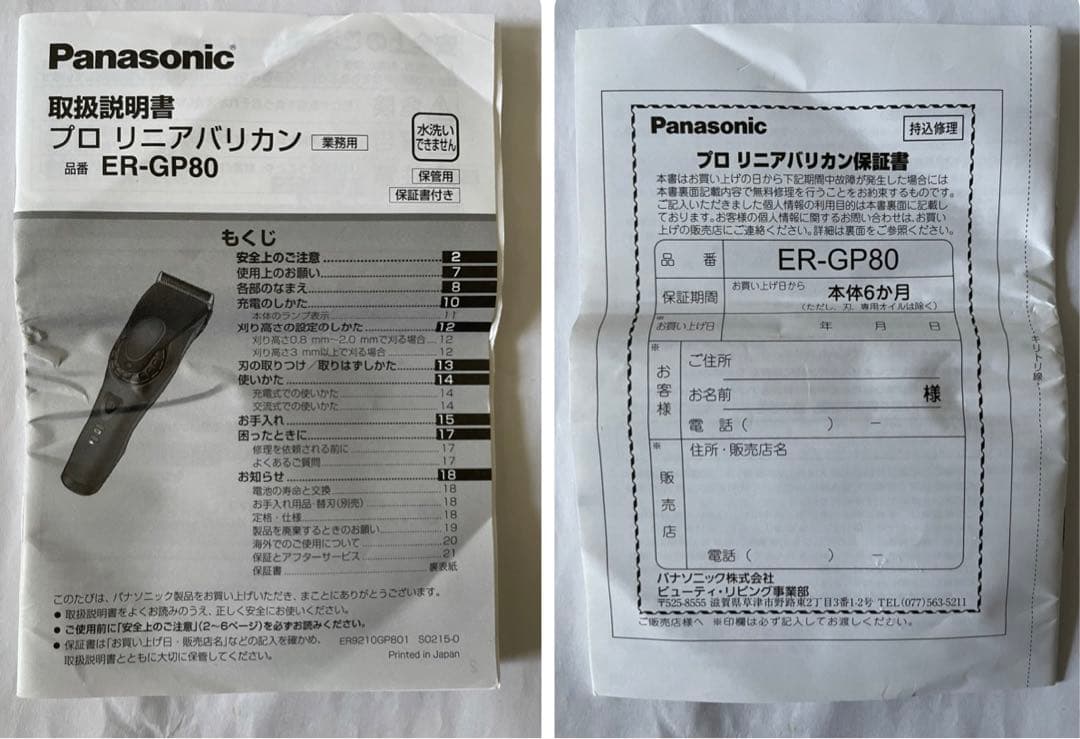 Panasonic
取扱説明書
プロ リニアバリカン 業務用
品番 ER-GP80
水洗い
できません
保管用
保証書付き
もくじ
安全上のご注意 2
使用上のお願い 7
各部のなまえ 8
充電のしかた 10
本体のランプ表示 11
刈り高さの設定のしかた 12
刈り高さ0.8 mm～2.0 mmで刈る場合 12
刈り高さ3 mm以上で刈る場合 12
刃の取りつけ／取りはずしかた 13
使いかた 14
充電式での使いかた 14
交流式での使いかた 14
お手入れ 15
困ったときに 17
修理を依頼される前に 17
よくあるご質問 17
お知らせ 18
電池の寿命と交換 18
お手入れ用品・替刃(別売) 18
定格・仕様 18
製品を廃棄するときのお願い 19
海外でのご使用について 20
保証とアフターサービス 21
保証書 裏表紙
このたびは、パナソニック製品をお買い上げいただき、まことにありがとうございます。
● 取扱説明書をよくお読みのうえ、正しく安全にお使いください。
● ご使用前に「安全上のご注意」(2～6ページ)を必ずお読みください。
● 保証書は「お買い上げ日・販売店名」などの記入を確かめ、
取扱説明書とともに大切に保管してください。
ER9210GP801 S0215-0
Printed in Japan
Panasonic
持込修理
プロ リニアバリカン保証書
本書はお買い上げの日から下記期間中故障が発生した場合には
本書裏面記載内容で無料修理を行うことをお約束するものです。
ご記入いただきました個人情報の利用目的は本書裏面に記載し
ております。お客様の個人情報に関するお問い合わせは、お買い
上げの販売店にご連絡ください。詳細は裏面をご参照ください。
品番 ER-GP80
保証期間 お買い上げ日から 本体6か月
(ただし、刃、専用オイルは除く)
※お買い上げ日 年 月 日
※お客様
ご住所
お名前 様
電話( ) －
※販売店
住所・販売店名
電話( ) －
パナソニック株式会社
ビューティ・リビング事業部
〒525-8555 滋賀県草津市野路東2丁目3番1-2号 TEL(077)563-5211
ご販売店様へ ※印欄は必ず記入してお渡しください。
キリトリ線